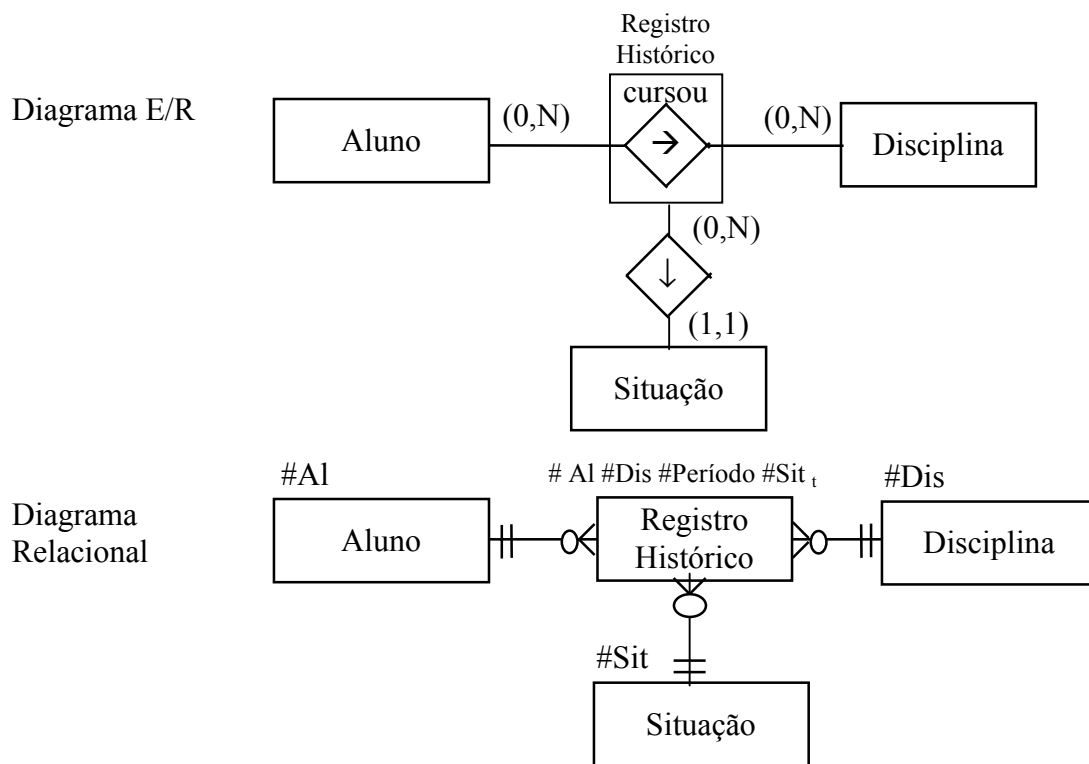 Registro
Histórico
Diagrama E/R
cursou
Aluno
(0,N)
→
(0,N)
Disciplina
(0,N)
↓
(1,1)
Situação
#Al
# Al #Dis #Período #Sit t
#Dis
Diagrama
Relacional
Aluno
Registro
Histórico
Disciplina
#Sit
Situação